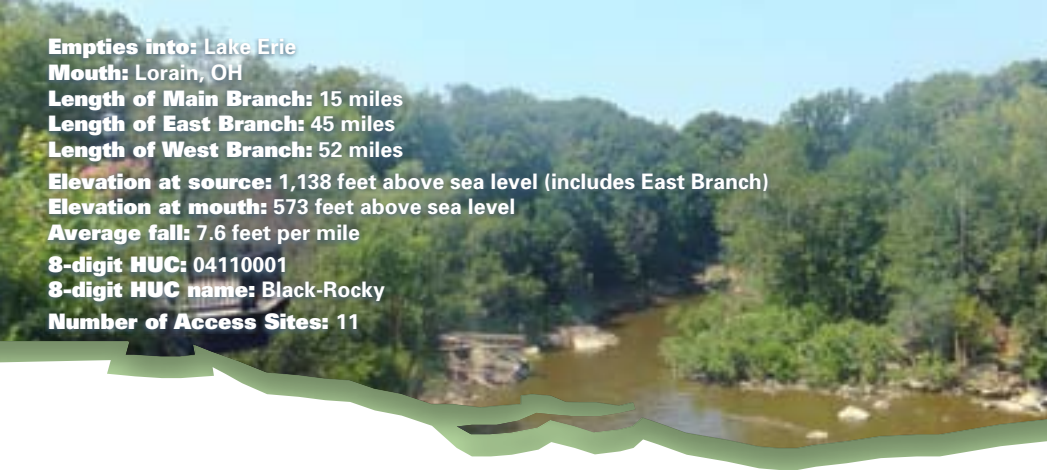 Empties into: Lake Erie
Mouth: Lorain, OH
Length of Main Branch: 15 miles
Length of East Branch: 45 miles
Length of West Branch: 52 miles
Elevation at source: 1,138 feet above sea level (includes East Branch)
Elevation at mouth: 573 feet above sea level
Average fall: 7.6 feet per mile
8-digit HUC: 04110001
8-digit HUC name: Black-Rocky
Number of Access Sites: 11